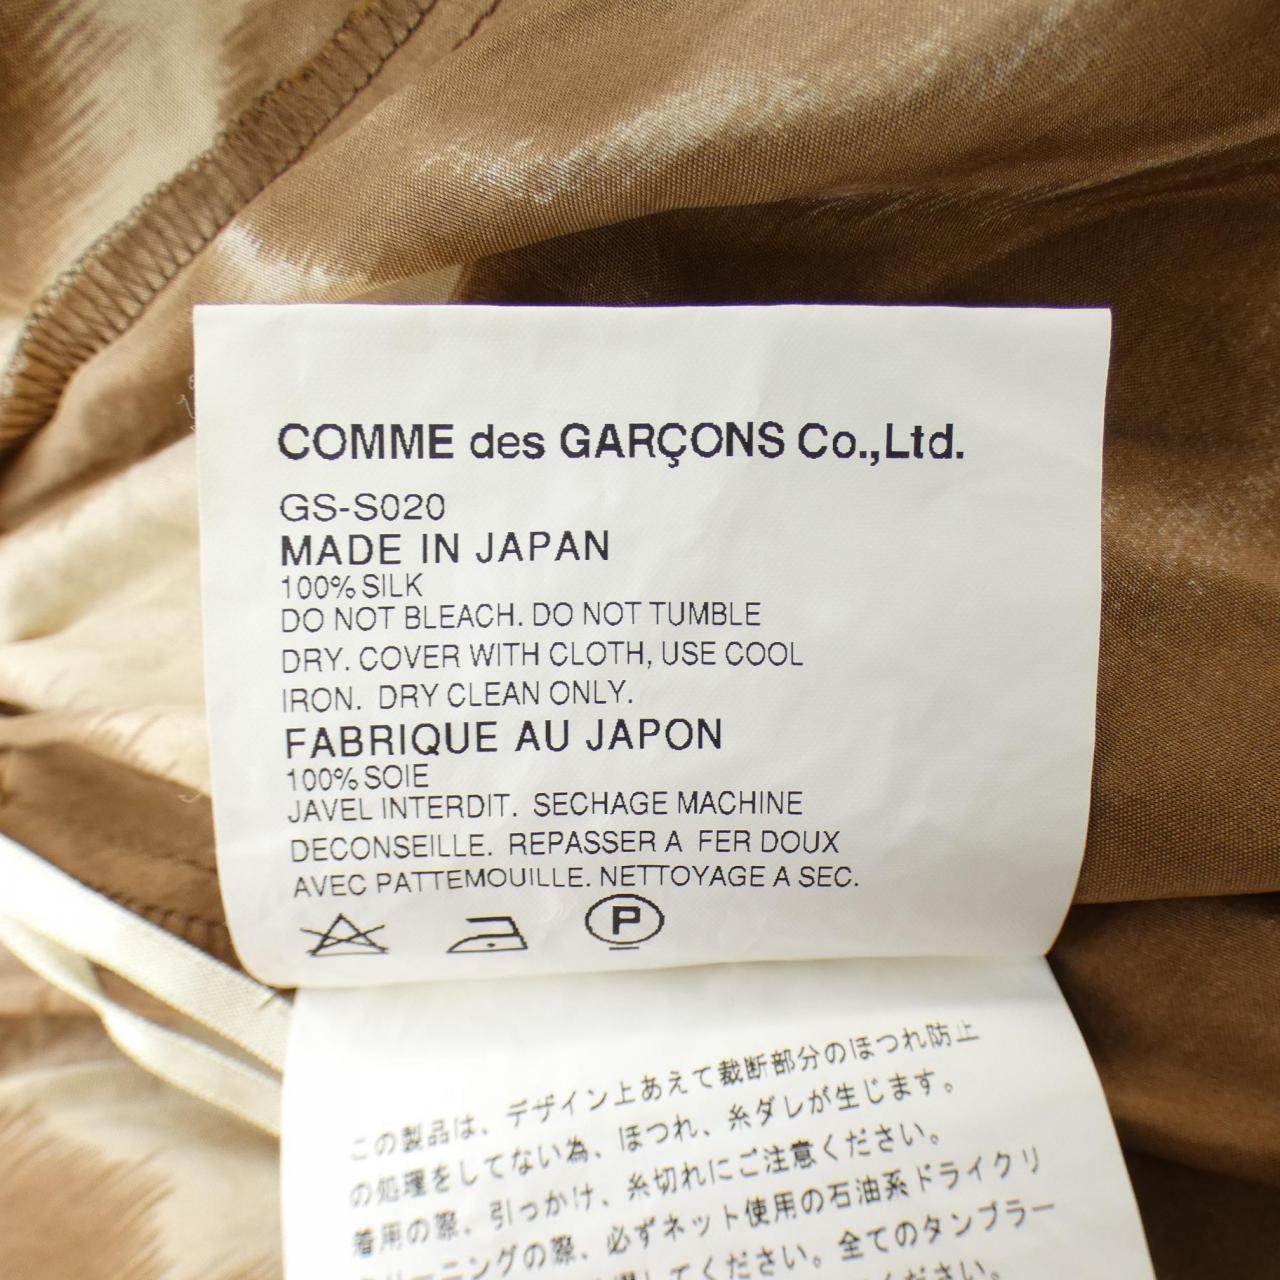 COMME des GARÇONS Co.,Ltd.
GS-S020
MADE IN JAPAN
100% SILK
DO NOT BLEACH. DO NOT TUMBLE
DRY. COVER WITH CLOTH, USE COOL
IRON. DRY CLEAN ONLY.
FABRIQUE AU JAPON
100% SOIE
JAVEL INTERDIT. SECHAGE MACHINE
DECONSEILLE. REPASSER A FER DOUX
AVEC PATTEMOUILLE. NETTOYAGE A SEC.
P
この製品は、デザイン上あえて裁断部分のほつれ防止
の処理をしてない為、ほつれ、糸ダレが生じます。
着用の際、引っかけ、糸切れにご注意ください。
クリーニングの際、必ずネット使用の石油系ドライクリ
してください。全てのタンブラー
ください。